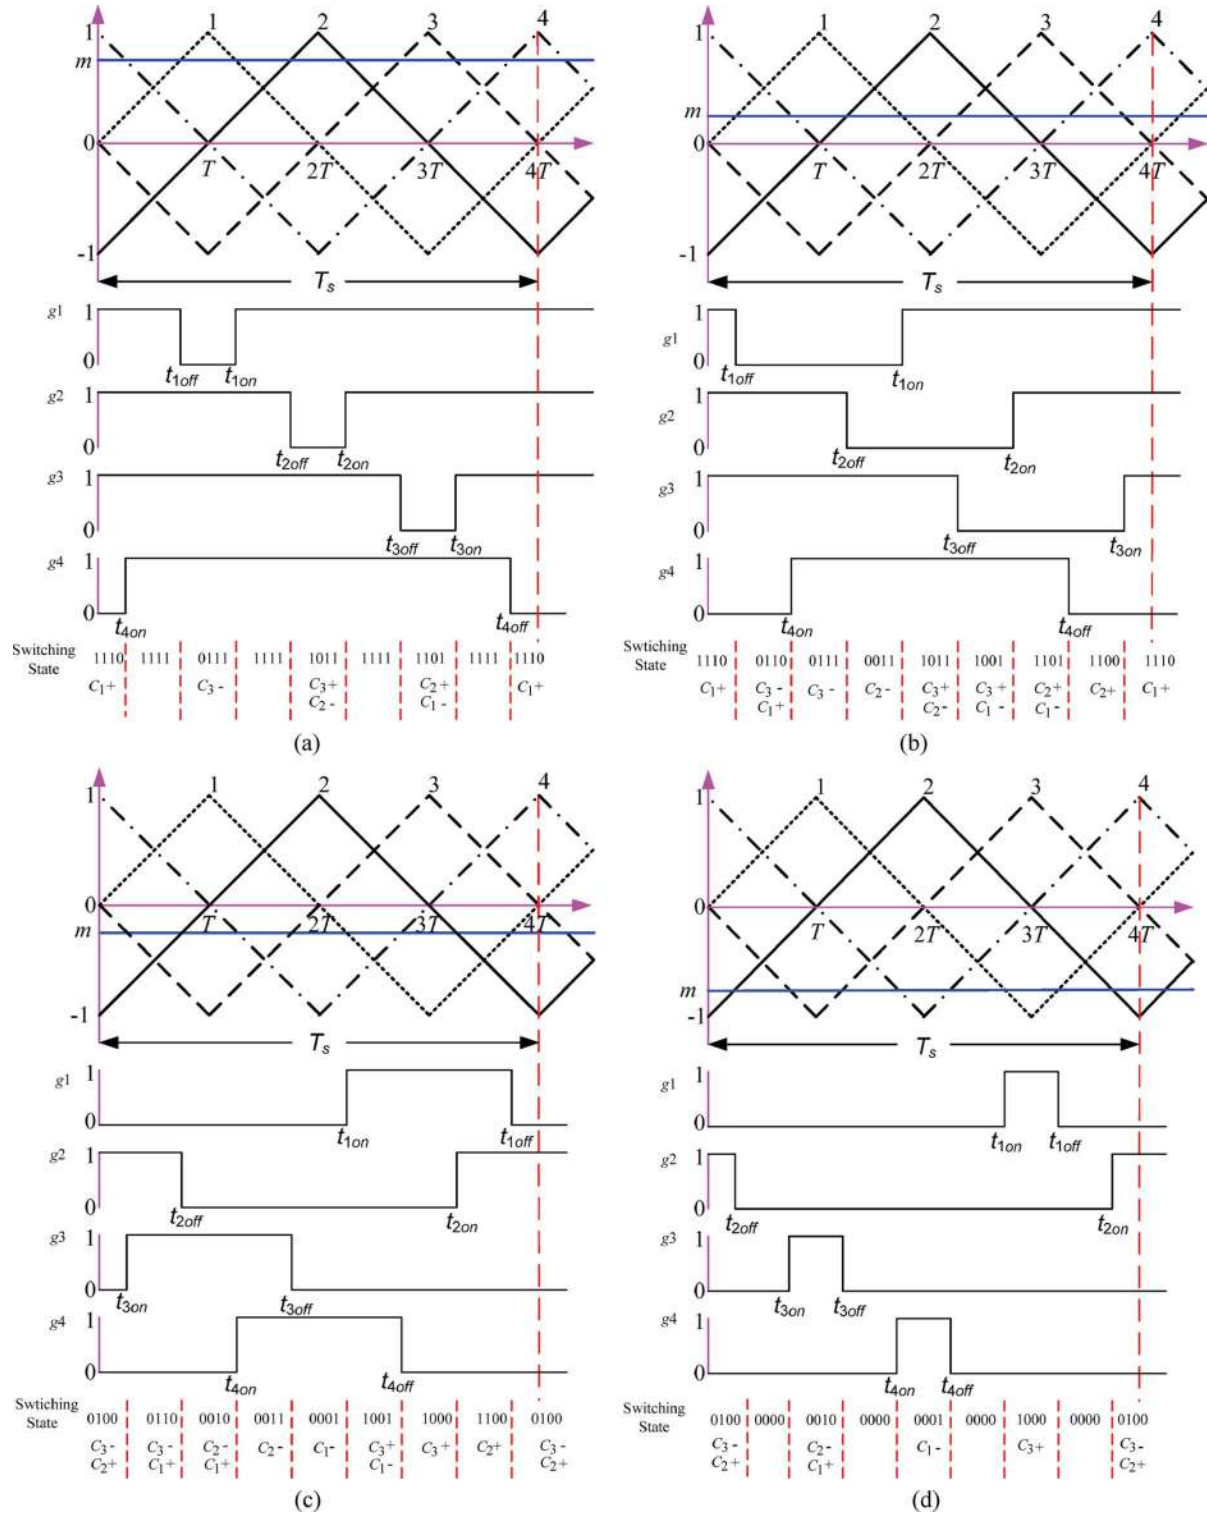 1 2 3 4
1
m
0
T 2T 3T 4T
-1
Ts
g1 1
0
t1off t1on
g2 1
0
t2off t2on
g3 1
0
t3off t3on
g4 1
0
t4on t4off
Switching State
1110 1111 0111 1111 1011 1111 1101 1111 1110
C1+ C3- C3+ C2+ C1+
C2- C1-
(a)
1 2 3 4
1
m
0
T 2T 3T 4T
-1
Ts
g1 1
0
t1off t1on
g2 1
0
t2off t2on
g3 1
0
t3off t3on
g4 1
0
t4on t4off
Switching State
1110 0110 0111 0011 1011 1001 1101 1100 1110
C1+ C3- C3- C2- C3+ C3+ C2+ C2+ C1+
C1+ C2- C1- C1-
(b)
1 2 3 4
1
0
T 2T 3T 4T
m
-1
Ts
g1 1
0
t1on t1off
g2 1
0
t2off t2on
g3 1
0
t3on t3off
g4 1
0
t4on t4off
Swtiching State
0100 0110 0010 0011 0001 1001 1000 1100 0100
C3- C3- C2- C2- C1- C3+ C3+ C2+ C3-
C2+ C1+ C1+ C1- C2+
(c)
1 2 3 4
1
0
T 2T 3T 4T
m
-1
Ts
g1 1
0
t1on t1off
g2 1
0
t2off t2on
g3 1
0
t3on t3off
g4 1
0
t4on t4off
Swtiching State
0100 0000 0010 0000 0001 0000 1000 0000 0100
C3- C2- C1- C3+ C3-
C2+ C1+ C2+
(d)